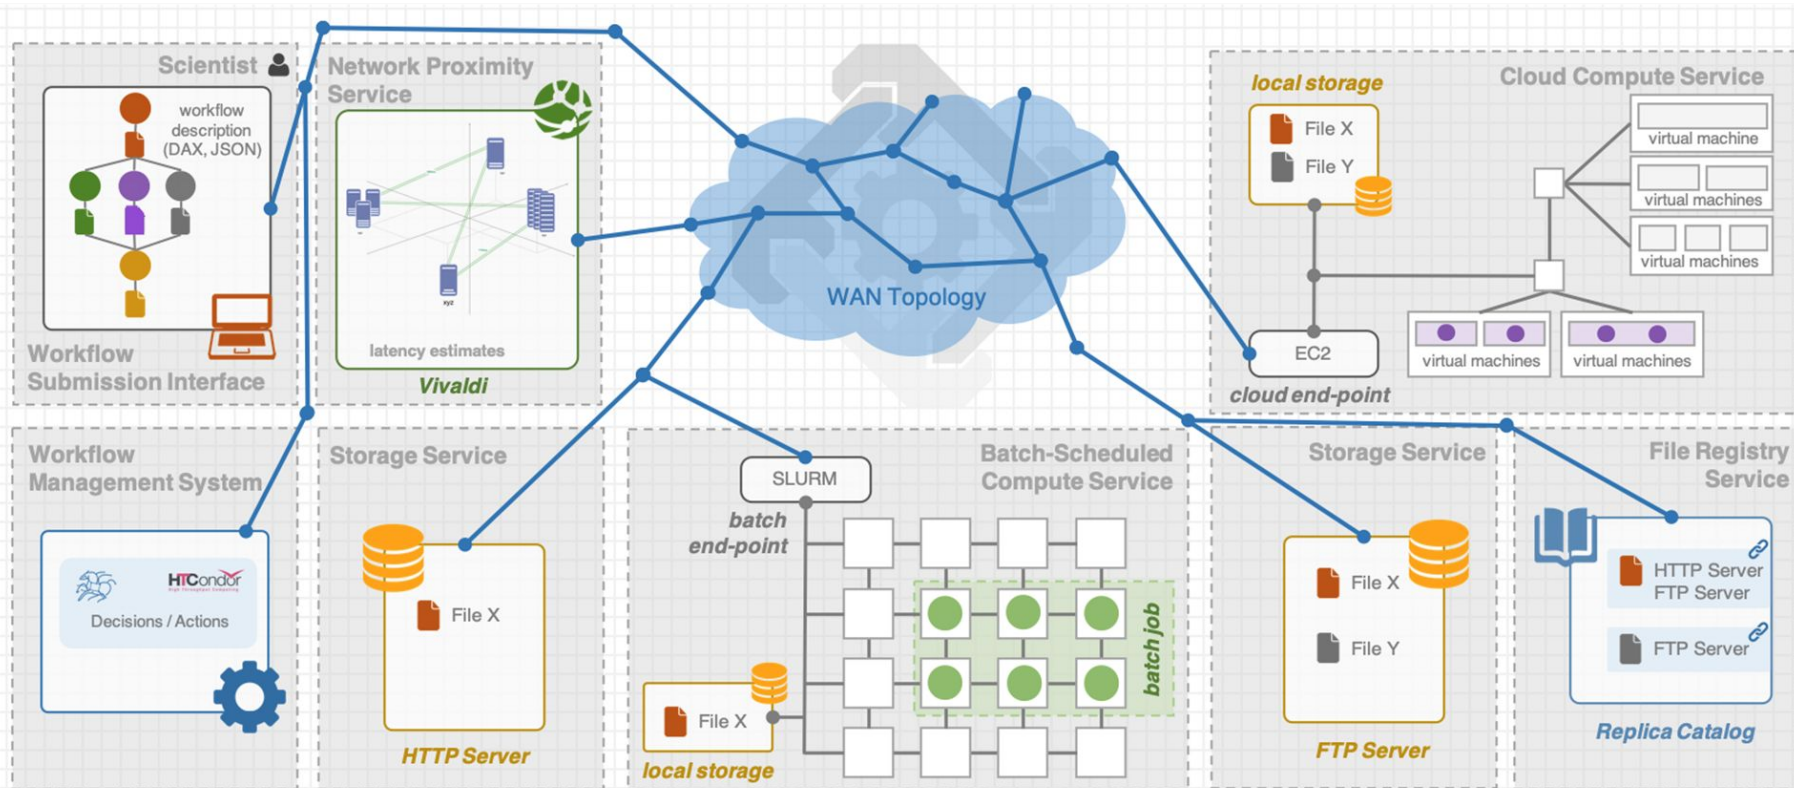 Scientist
workflow
description
(DAX, JSON)
Workflow
Submission Interface
Network Proximity
Service
xyz
latency estimates
Vivaldi
WAN Topology
Cloud Compute Service
local storage
File X
File Y
virtual machine
virtual machines
virtual machines
EC2
cloud end-point
virtual machines
virtual machines
Workflow
Management System
HTCondor
High Throughput Computing
Decisions / Actions
Storage Service
File X
HTTP Server
Batch-Scheduled
Compute Service
SLURM
batch
end-point
batch job
File X
local storage
Storage Service
File X
File Y
FTP Server
File Registry
Service
HTTP Server
FTP Server
FTP Server
Replica Catalog